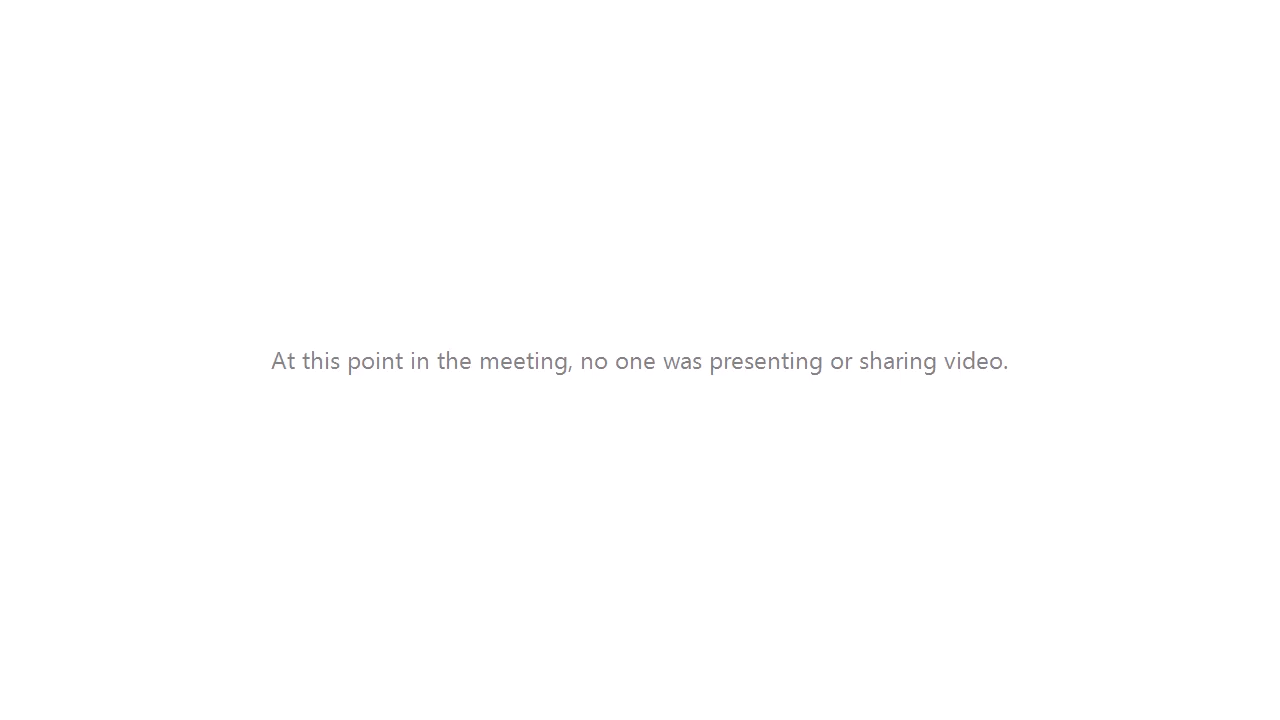 At this point in the meeting, no one was presenting or sharing video.